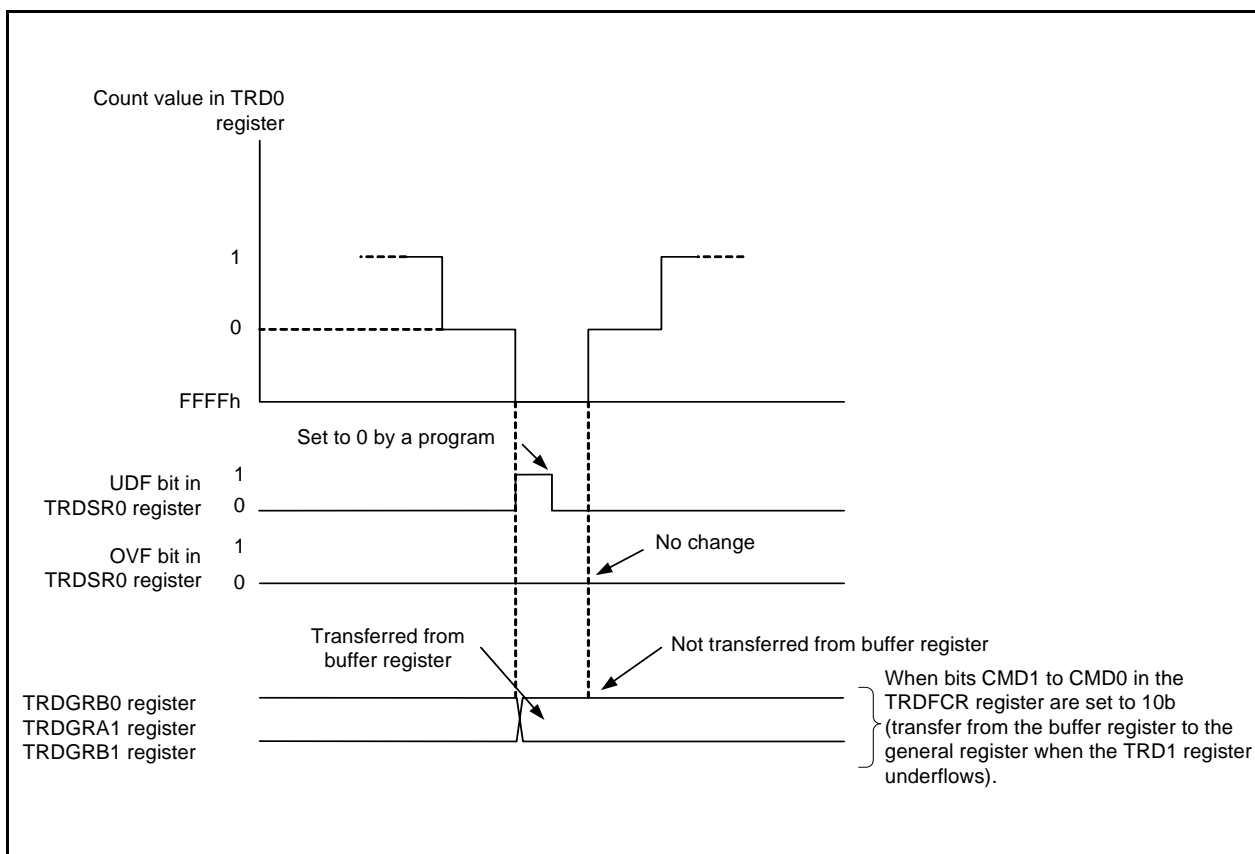 Count value in TRD0
register
1
0
FFFFh
Set to 0 by a program
UDF bit in
TRDSR0 register
1
0
No change
OVF bit in
TRDSR0 register
1
0
Transferred from
buffer register
Not transferred from buffer register
TRDGRB0 register
TRDGRA1 register
TRDGRB1 register
When bits CMD1 to CMD0 in the
TRDFCR register are set to 10b
(transfer from the buffer register to the
general register when the TRD1 register
underflows).